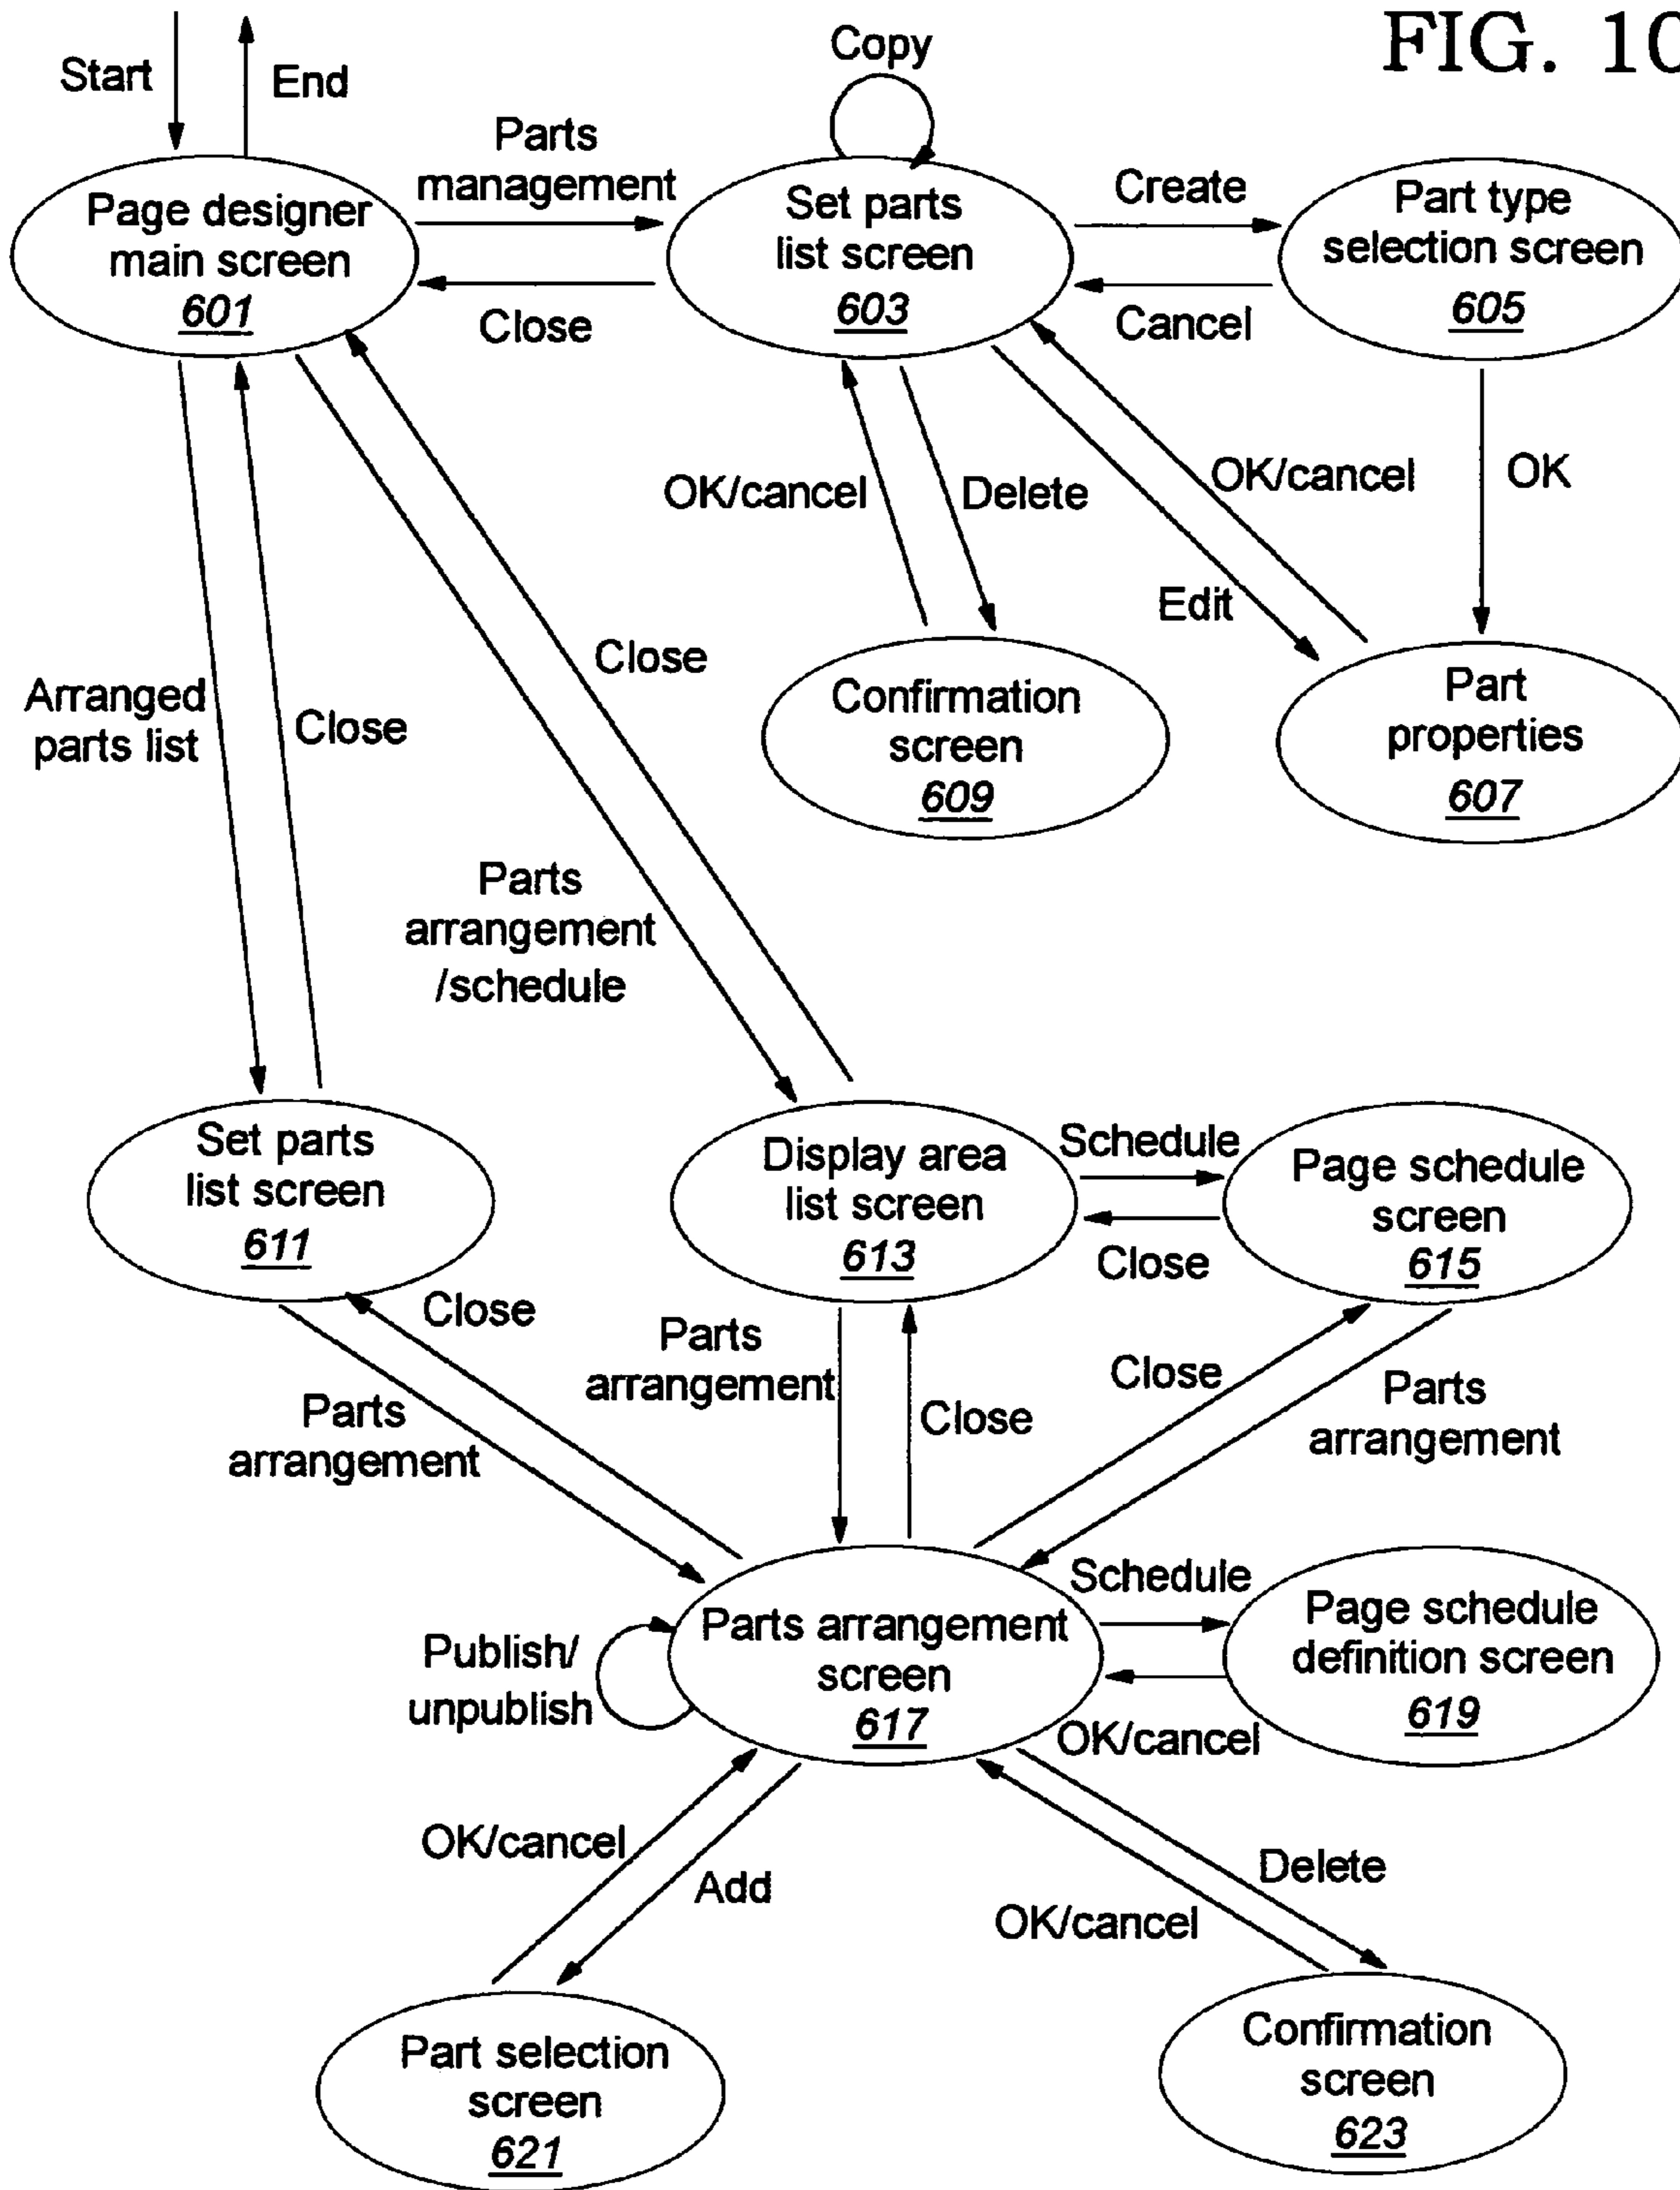 FIG. 10
Start
End
Copy
Parts
management
Create
Page designer
main screen
601
Set parts
list screen
603
Part type
selection screen
605
Close
Cancel
OK/cancel
Delete
OK/cancel
OK
Edit
Close
Arranged
parts list
Close
Confirmation
screen
609
Part
properties
607
Parts
arrangement
/schedule
Set parts
list screen
611
Display area
list screen
613
Schedule
Close
Page schedule
screen
615
Close
Parts
arrangement
Parts
arrangement
Close
Close
Parts
arrangement
Publish/
unpublish
Parts arrangement
screen
617
Schedule
OK/cancel
Page schedule
definition screen
619
OK/cancel
Add
Delete
OK/cancel
Part selection
screen
621
Confirmation
screen
623